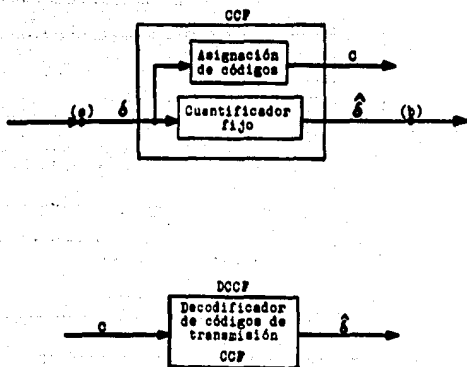 CCF
Asignación
de códigos
c
(a) δ
Cuantificador
fijo
δ̂ (b)
DCCF
c
Decodificador
de códigos de
transmisión
CCF
δ̂